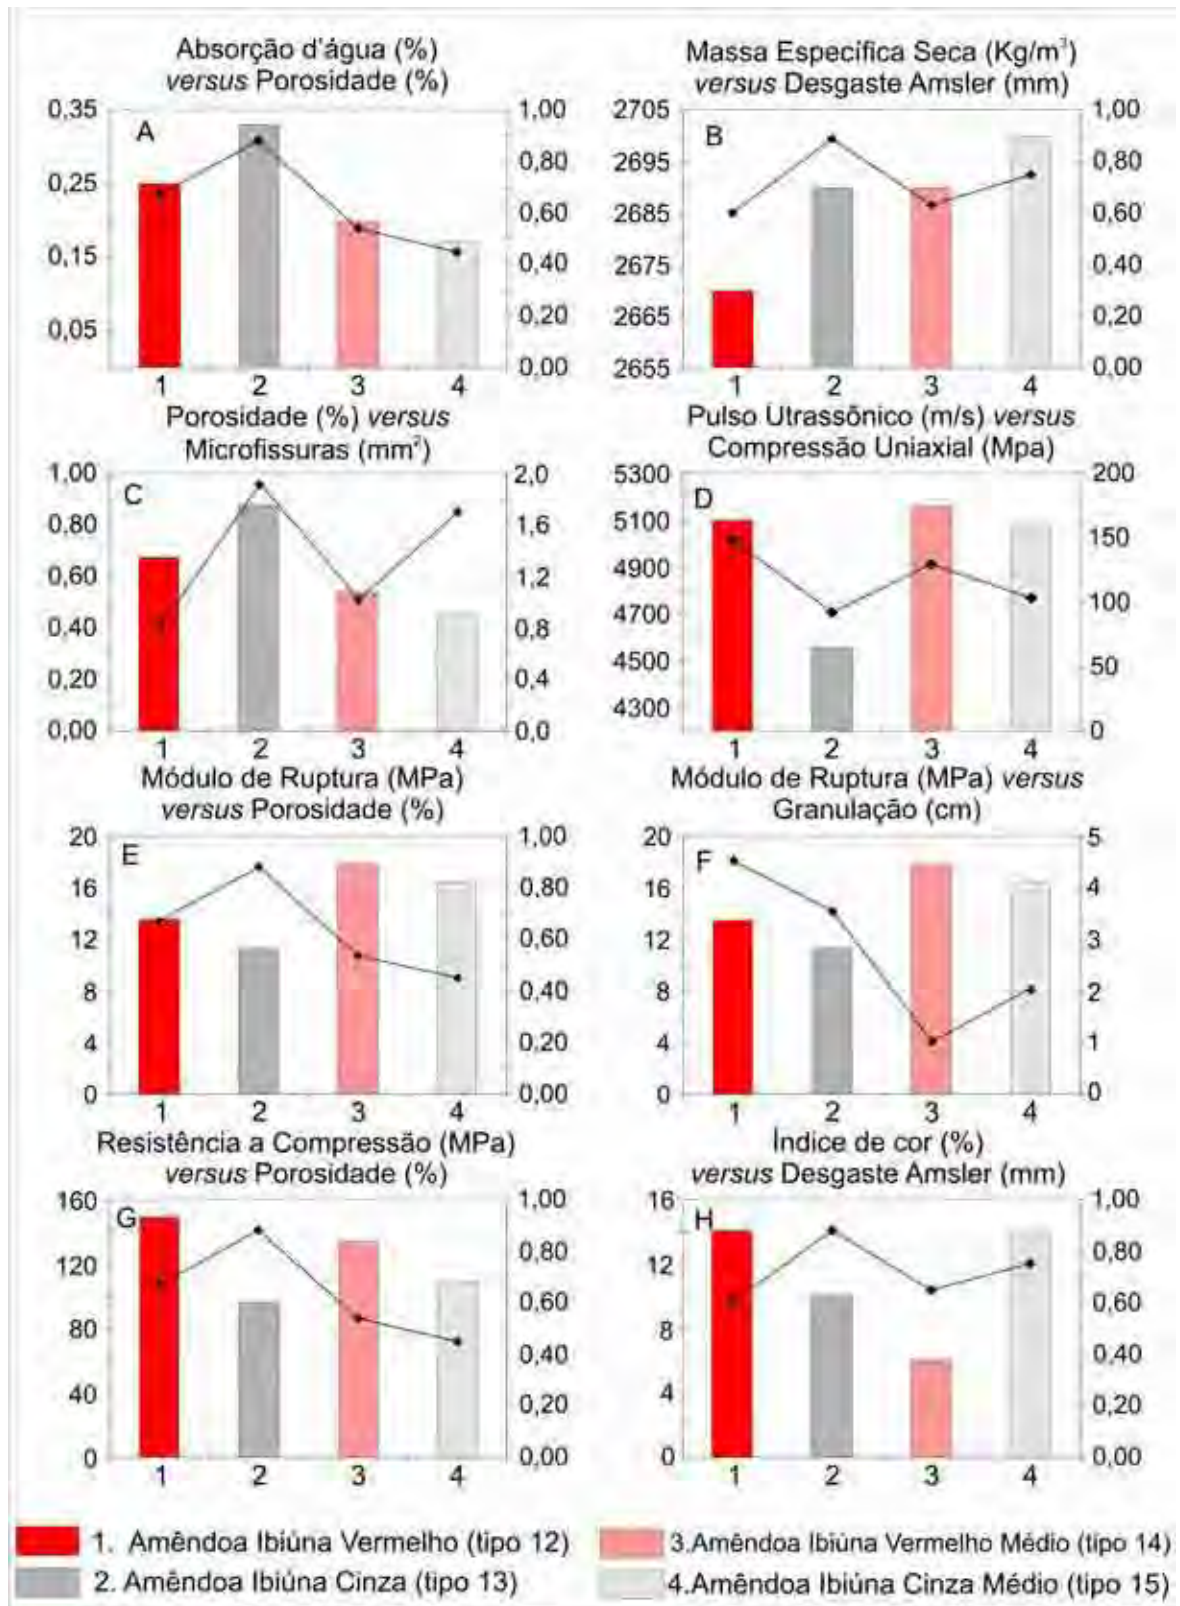 Absorção d'água (%)
versus Porosidade (%)
0,35
0,25
0,15
0,05
A
1,00
0,80
0,60
0,40
0,20
0,00
1 2 3 4
Massa Específica Seca (Kg/m³)
versus Desgaste Amsler (mm)
2705
2695
2685
2675
2665
2655
B
1,00
0,80
0,60
0,40
0,20
0,00
1 2 3 4
Porosidade (%) versus
Microfissuras (mm²)
1,00
0,80
0,60
0,40
0,20
0,00
C
2,0
1,6
1,2
0,8
0,4
0,0
1 2 3 4
Pulso Utrassônico (m/s) versus
Compressão Uniaxial (Mpa)
5300
5100
4900
4700
4500
4300
D
200
150
100
50
0
1 2 3 4
Módulo de Ruptura (MPa)
versus Porosidade (%)
20
16
12
8
4
0
E
1,00
0,80
0,60
0,40
0,20
0,00
1 2 3 4
Módulo de Ruptura (MPa) versus
Granulação (cm)
20
16
12
8
4
0
F
5
4
3
2
1
0
1 2 3 4
Resistência a Compressão (MPa)
versus Porosidade (%)
160
120
80
40
0
G
1,00
0,80
0,60
0,40
0,20
0,00
1 2 3 4
Índice de cor (%)
versus Desgaste Amsler (mm)
16
12
8
4
0
H
1,00
0,80
0,60
0,40
0,20
0,00
1 2 3 4
1. Amêndoa Ibiúna Vermelho (tipo 12)
2. Amêndoa Ibiúna Cinza (tipo 13)
3.Amêndoa Ibiúna Vermelho Médio (tipo 14)
4.Amêndoa Ibiúna Cinza Médio (tipo 15)